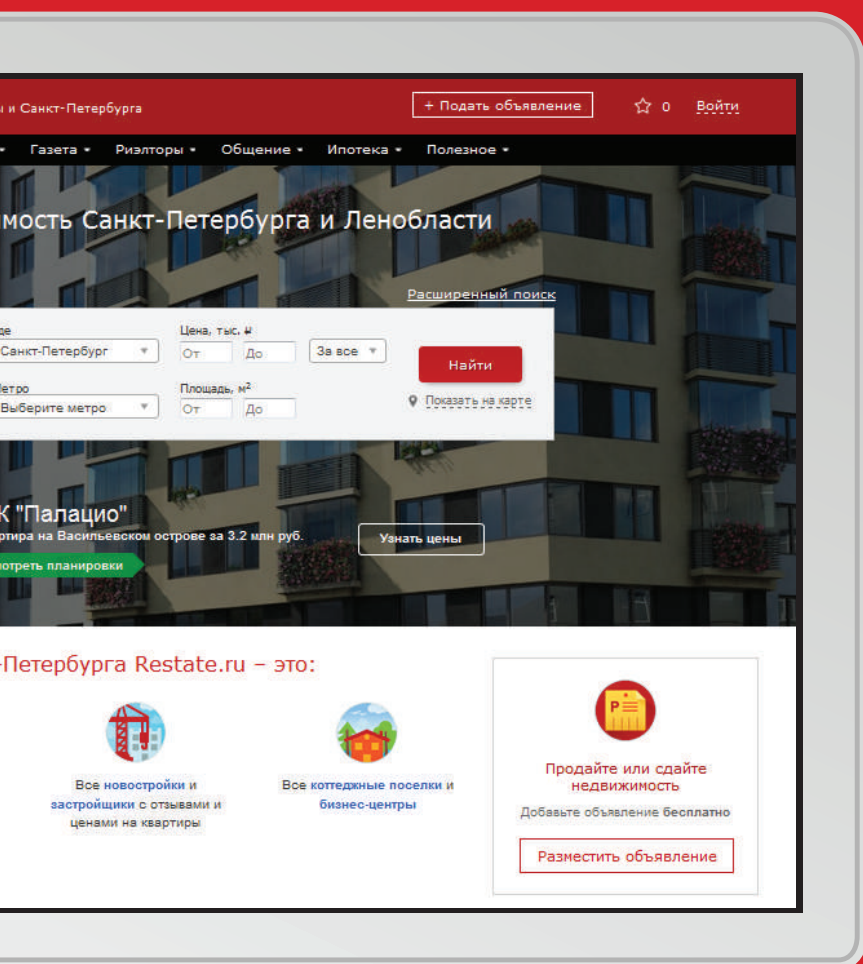 и Санкт-Петербурга
+ Подать объявление
0
Войти
Газета
Риэлторы
Общение
Ипотека
Полезное
мость Санкт-Петербурга и Ленобласти
Расширенный поиск
де
Цена, тыс. ₽
Санкт-Петербург
От
До
За все
Найти
етро
Площадь, м²
Выберите метро
От
До
Показать на карте
К "Палацио"
ртира на Васильевском острове за 3.2 млн руб.
Узнать цены
отреть планировки
-Петербурга Restate.ru – это:
Все новостройки и
застройщики с отзывами и
ценами на квартиры
Все коттеджные поселки и
бизнес-центры
Р
Продайте или сдайте
недвижимость
Добавьте объявление бесплатно
Разместить объявление